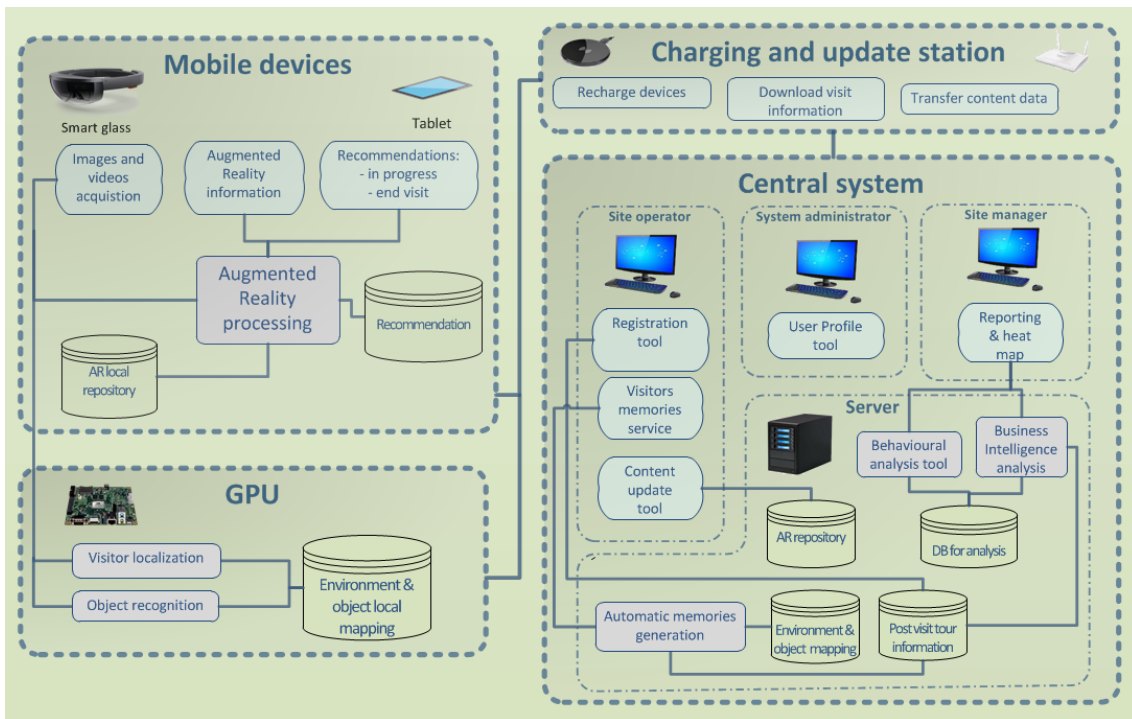 Mobile devices
Smart glass
Tablet
Images and
videos
acquistion
Augmented
Reality
information
Recommendations:
- in progress
- end visit
Augmented
Reality
processing
Recommendation
AR local
repository
GPU
Visitor localization
Object recognition
Environment &
object local
mapping
Charging and update station
Recharge devices
Download visit
information
Transfer content data
Central system
Site operator
System administrator
Site manager
Registration
tool
User Profile
tool
Reporting
& heat
map
Visitors
memories
service
Server
Behavioural
analysis tool
Business
Intelligence
analysis
Content
update
tool
AR repository
DB for analysis
Automatic memories
generation
Environment &
object mapping
Post visit tour
information